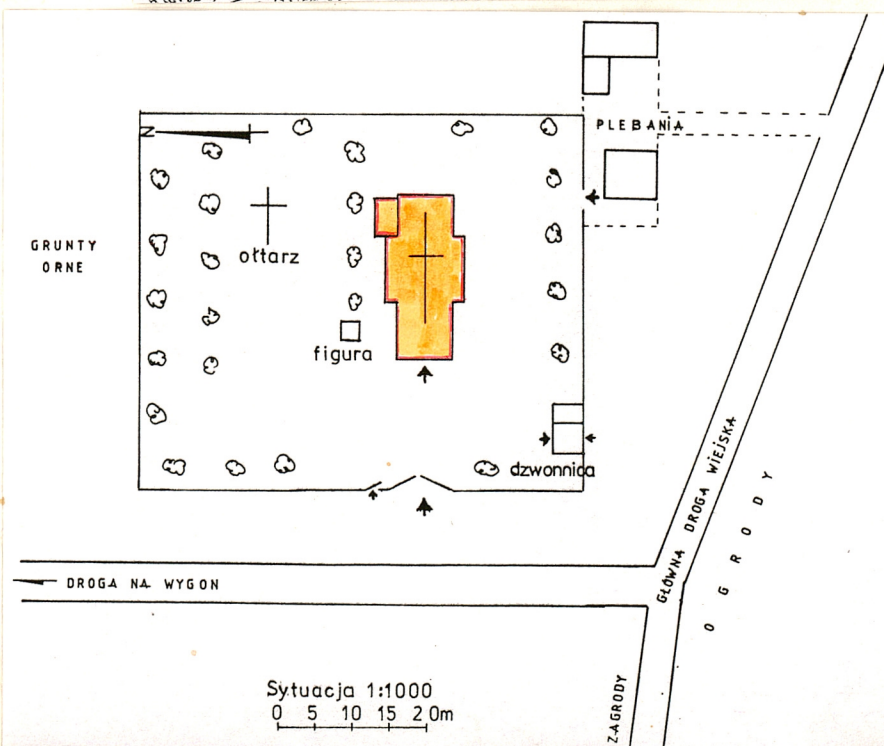 PLEBANIA
N
GRUNTY
ORNE
ołtarz
figura
dzwonnica
GŁÓWNA DROGA WIEJSKA
OGRODY
DROGA NA WYGON
ZAGRODY
Sytuacja 1:1000
0 5 10 15 20m